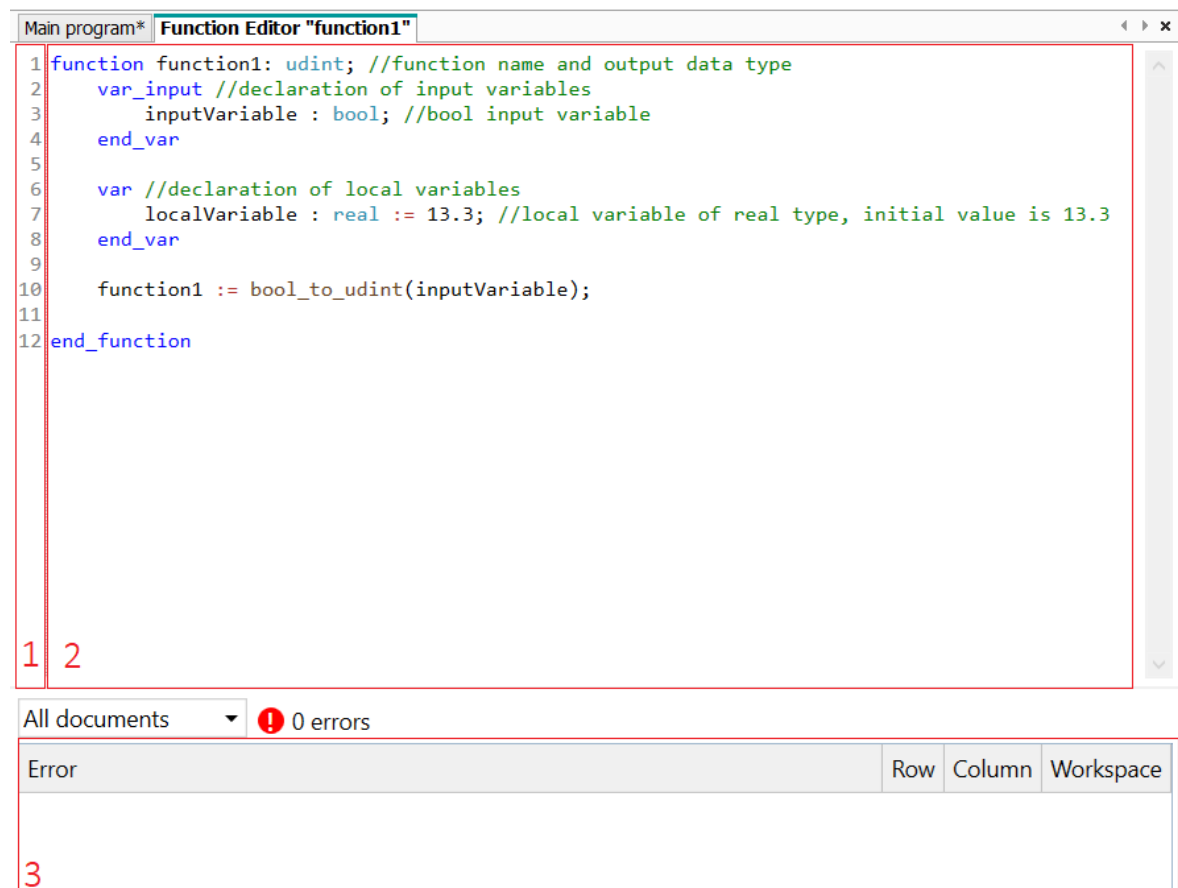 Main program* Function Editor "function1"
1 function function1: udint; //function name and output data type
2 var_input //declaration of input variables
3 inputVariable : bool; //bool input variable
4 end_var
5
6 var //declaration of local variables
7 localVariable : real := 13.3; //local variable of real type, initial value is 13.3
8 end_var
9
10 function1 := bool_to_udint(inputVariable);
11
12 end_function
1 2
All documents 0 errors
Error Row Column Workspace
3